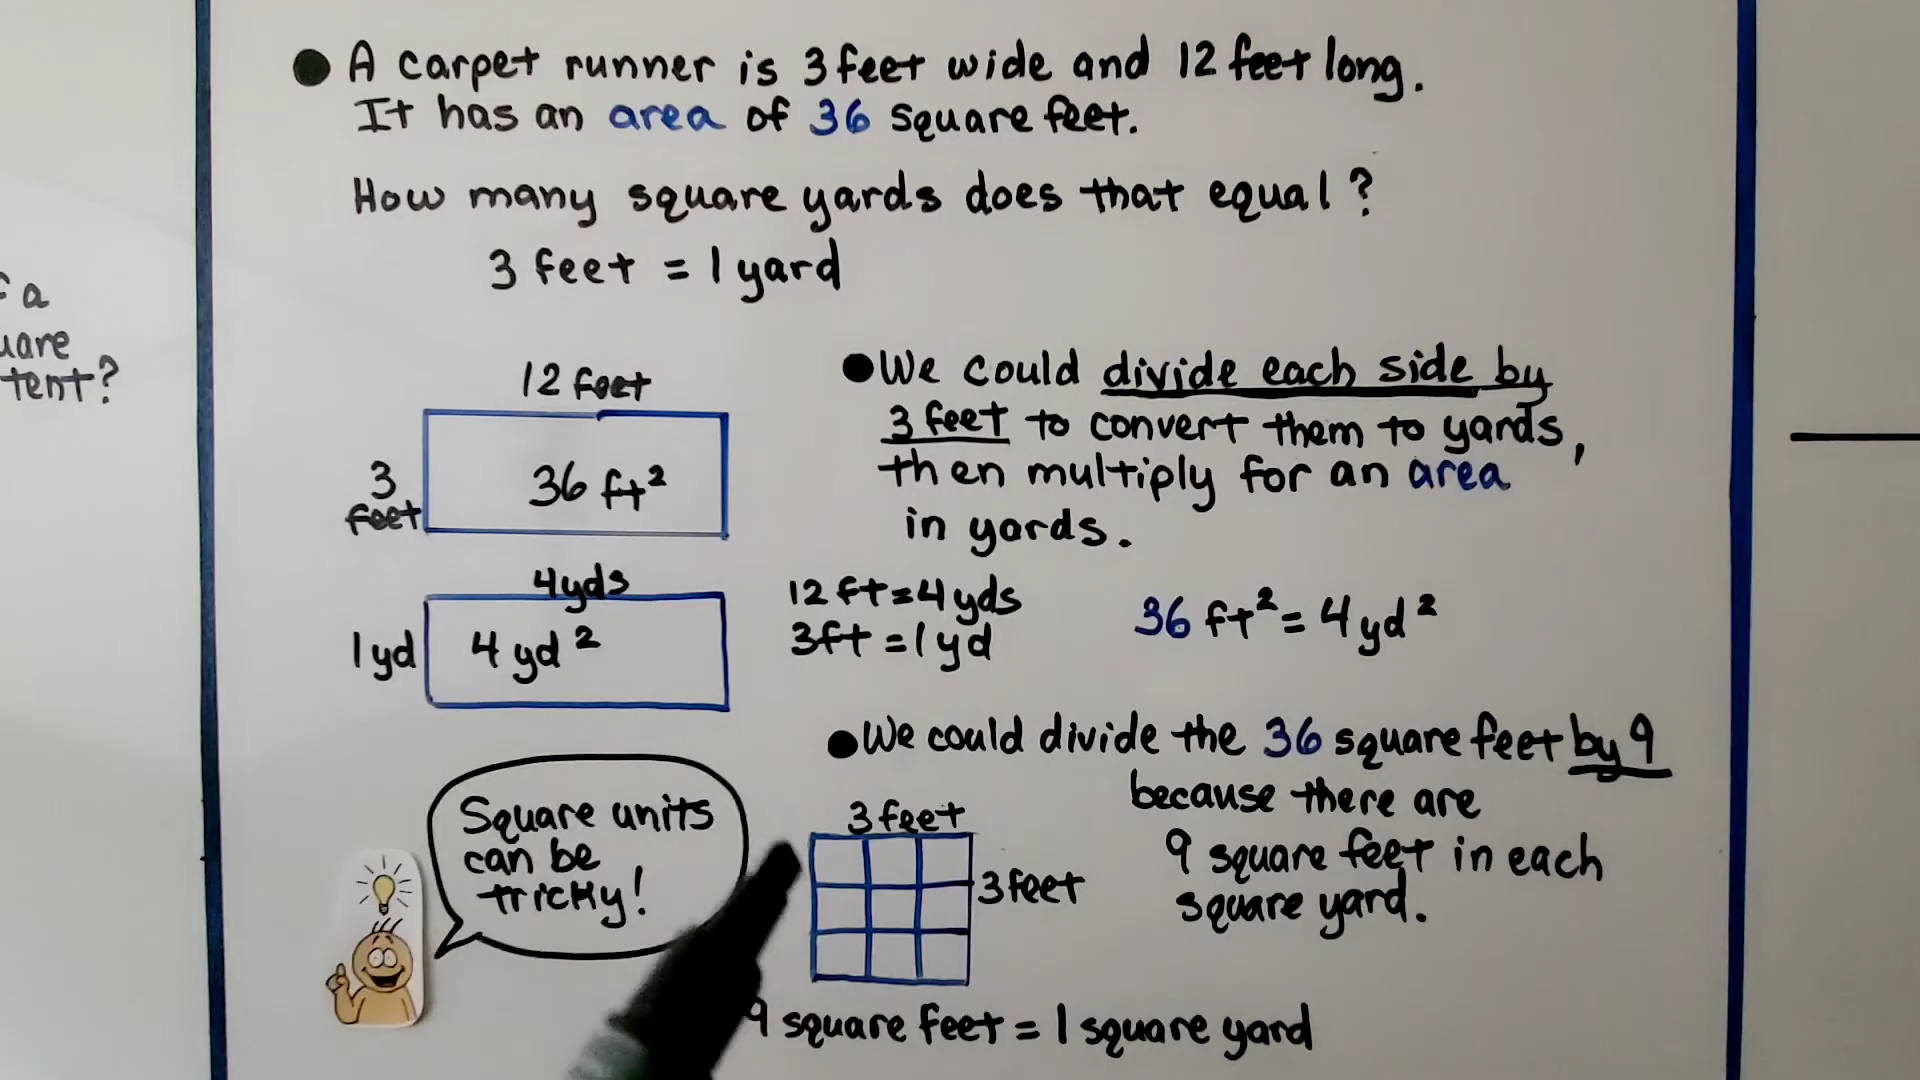 ● A carpet runner is 3 feet wide and 12 feet long.
It has an area of 36 square feet.
How many square yards does that equal?
3 feet = 1 yard
a
tent?
12 feet
3
feet
36 ft²
4yds
1yd
4 yd²
● We could divide each side by
3 feet to convert them to yards,
then multiply for an area
in yards.
12 ft = 4 yds
3ft = 1 yd
36 ft² = 4 yd²
● We could divide the 36 square feet by 9
because there are
9 square feet in each
square yard.
3 feet
3 feet
9 square feet = 1 square yard
Square units
can be
tricky!